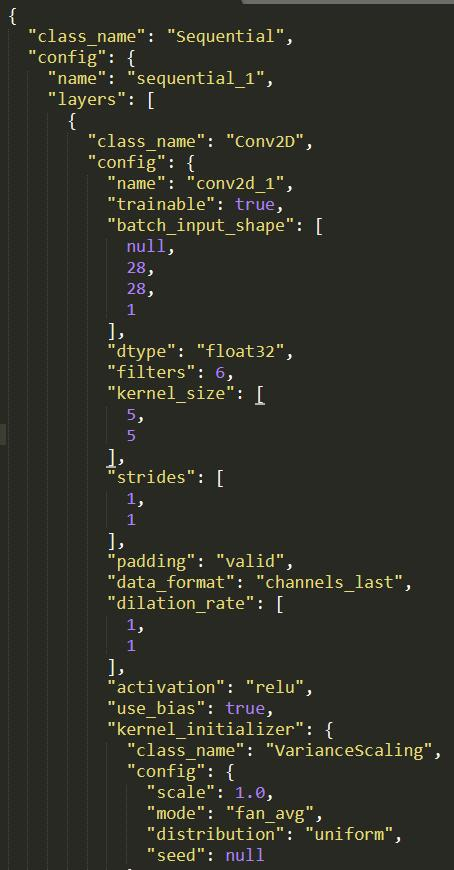 {
"class_name": "Sequential",
"config": {
"name": "sequential_1",
"layers": [
{
"class_name": "Conv2D",
"config": {
"name": "conv2d_1",
"trainable": true,
"batch_input_shape": [
null,
28,
28,
1
],
"dtype": "float32",
"filters": 6,
"kernel_size": [
5,
5
],
"strides": [
1,
1
],
"padding": "valid",
"data_format": "channels_last",
"dilation_rate": [
1,
1
],
"activation": "relu",
"use_bias": true,
"kernel_initializer": {
"class_name": "VarianceScaling",
"config": {
"scale": 1.0,
"mode": "fan_avg",
"distribution": "uniform",
"seed": null